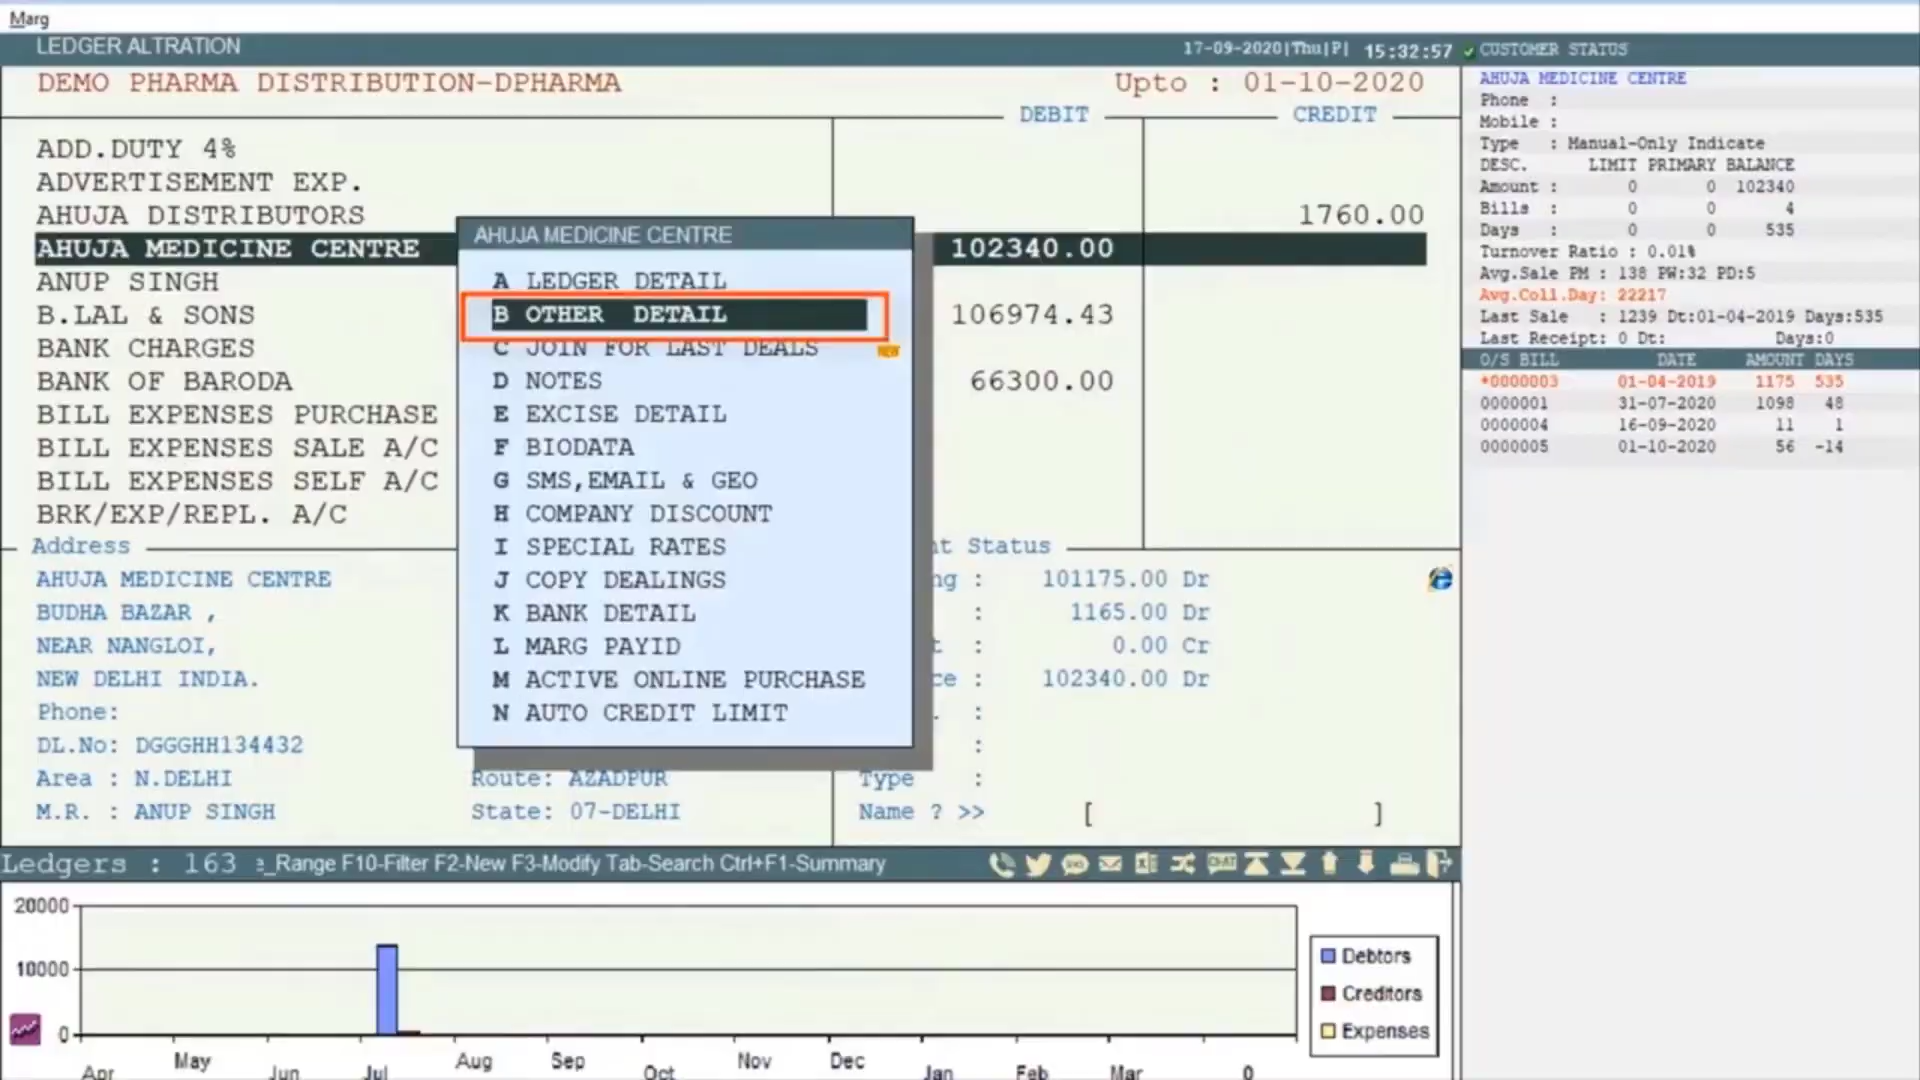 Marg
LEDGER ALTRATION
17-09-2020|Thu|P| 15:32:57
DEMO PHARMA DISTRIBUTION-DPHARMA
Upto : 01-10-2020
DEBIT CREDIT
ADD.DUTY 4%
ADVERTISEMENT EXP.
AHUJA DISTRIBUTORS 1760.00
AHUJA MEDICINE CENTRE 102340.00
ANUP SINGH
B.LAL & SONS 106974.43
BANK CHARGES
BANK OF BARODA 66300.00
BILL EXPENSES PURCHASE
BILL EXPENSES SALE A/C
BILL EXPENSES SELF A/C
BRK/EXP/REPL. A/C
AHUJA MEDICINE CENTRE
A LEDGER DETAIL
B OTHER DETAIL
C JOIN FOR LAST DEALS
D NOTES
E EXCISE DETAIL
F BIODATA
G SMS,EMAIL & GEO
H COMPANY DISCOUNT
I SPECIAL RATES
J COPY DEALINGS
K BANK DETAIL
L MARG PAYID
M ACTIVE ONLINE PURCHASE
N AUTO CREDIT LIMIT
Address
AHUJA MEDICINE CENTRE
BUDHA BAZAR ,
NEAR NANGLOI,
NEW DELHI INDIA.
Phone:
DL.No: DGGGHH134432
Area : N.DELHI Route: AZADPUR
M.R. : ANUP SINGH State: 07-DELHI
nt Status
ng : 101175.00 Dr
: 1165.00 Dr
t : 0.00 Cr
ce : 102340.00 Dr
. :
:
Type :
Name ? >> [ ]
Ledgers : 163 e_Range F10-Filter F2-New F3-Modify Tab-Search Ctrl+F1-Summary
CHAT
20000
10000
0
Apr May Jun Jul Aug Sep Oct Nov Dec Jan Feb Mar 0
Debtors
Creditors
Expenses
CUSTOMER STATUS
AHUJA MEDICINE CENTRE
Phone :
Mobile :
Type : Manual-Only Indicate
DESC. LIMIT PRIMARY BALANCE
Amount : 0 0 102340
Bills : 0 0 4
Days : 0 0 535
Turnover Ratio : 0.01%
Avg.Sale PM : 138 PW:32 PD:5
Avg.Coll.Day: 22217
Last Sale : 1239 Dt:01-04-2019 Days:535
Last Receipt: 0 Dt: Days:0
O/S BILL DATE AMOUNT DAYS
*0000003 01-04-2019 1175 535
0000001 31-07-2020 1098 48
0000004 16-09-2020 11 1
0000005 01-10-2020 56 -14